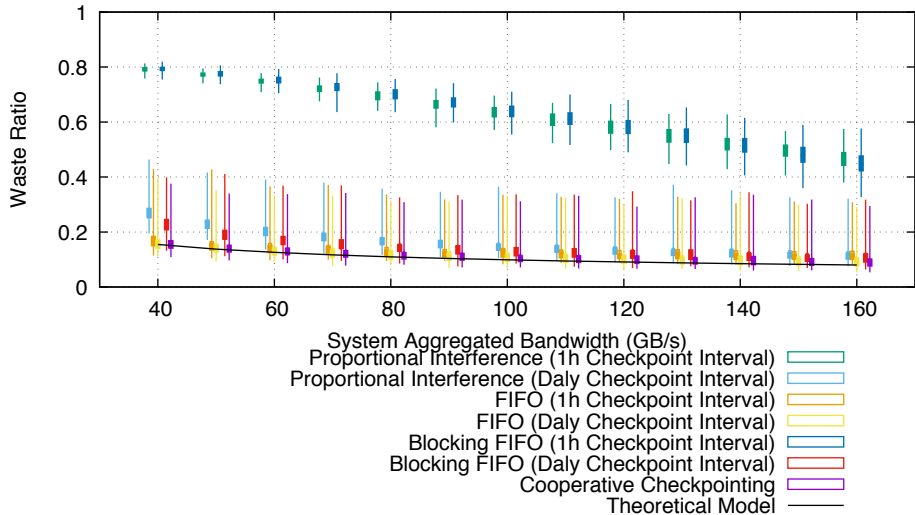 1
0.8
0.6
0.4
0.2
0
Waste Ratio
40 60 80 100 120 140 160
System Aggregated Bandwidth (GB/s)
Proportional Interference (1h Checkpoint Interval)
Proportional Interference (Daly Checkpoint Interval)
FIFO (1h Checkpoint Interval)
FIFO (Daly Checkpoint Interval)
Blocking FIFO (1h Checkpoint Interval)
Blocking FIFO (Daly Checkpoint Interval)
Cooperative Checkpointing
Theoretical Model